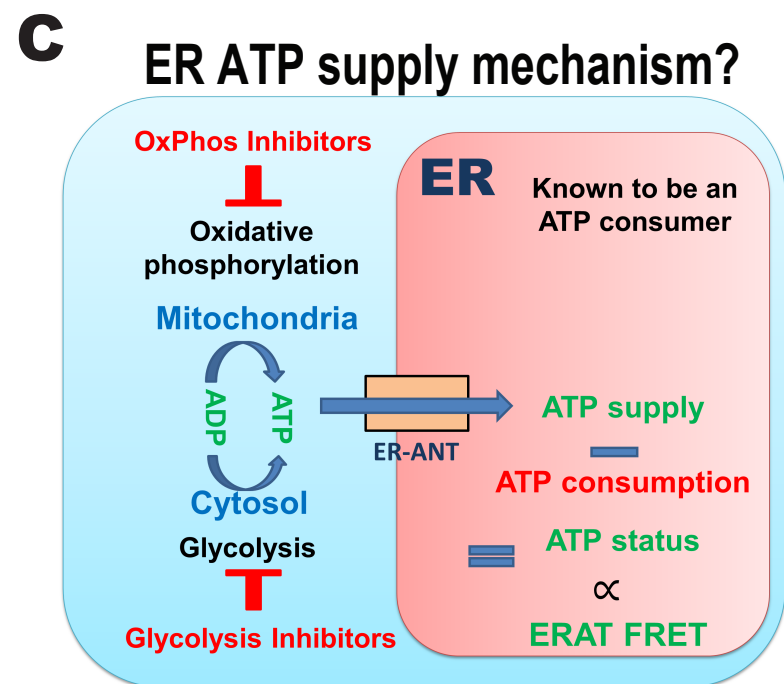 C
ER ATP supply mechanism?
OxPhos Inhibitors
Oxidative
phosphorylation
Mitochondria
ADP
ATP
Cytosol
Glycolysis
Glycolysis Inhibitors
ER-ANT
ER
Known to be an
ATP consumer
ATP supply
ATP consumption
= ATP status
∝
ERAT FRET